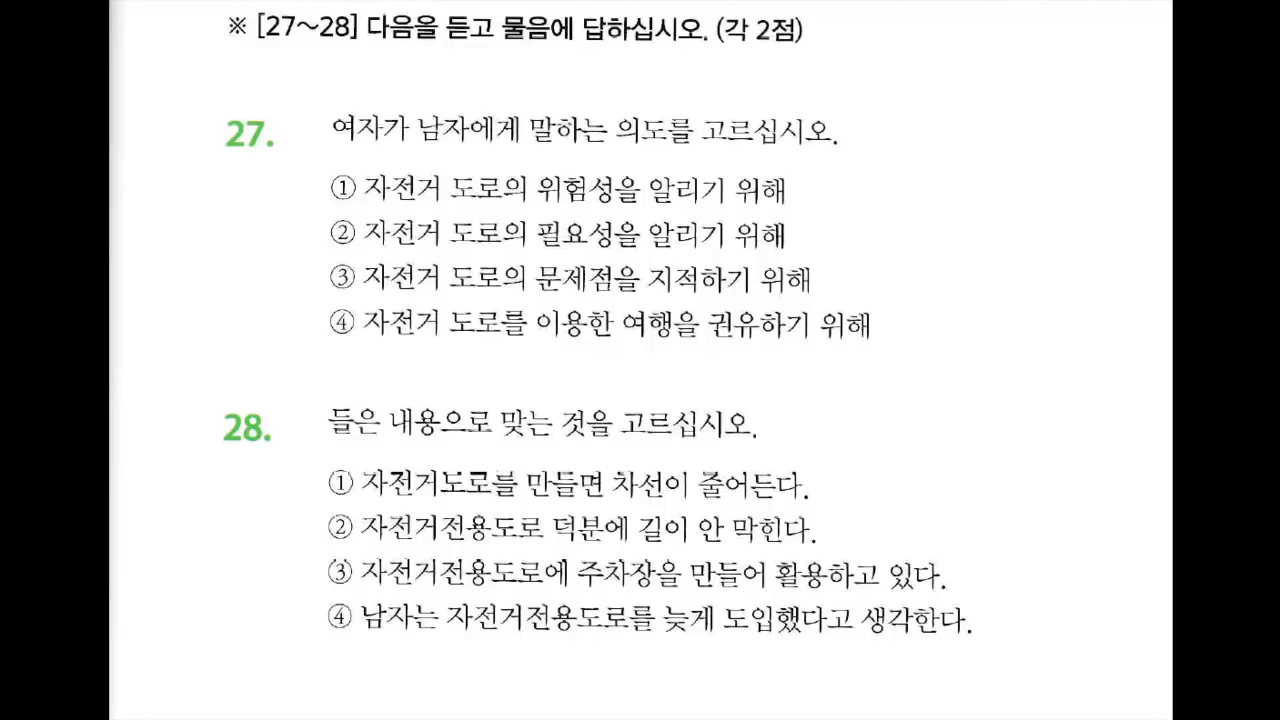 ※ [27~28] 다음을 듣고 물음에 답하십시오. (각 2점)
27. 여자가 남자에게 말하는 의도를 고르십시오.
① 자전거 도로의 위험성을 알리기 위해
② 자전거 도로의 필요성을 알리기 위해
③ 자전거 도로의 문제점을 지적하기 위해
④ 자전거 도로를 이용한 여행을 권유하기 위해
28. 들은 내용으로 맞는 것을 고르십시오.
① 자전거도로를 만들면 차선이 줄어든다.
② 자전거전용도로 덕분에 길이 안 막힌다.
③ 자전거전용도로에 주차장을 만들어 활용하고 있다.
④ 남자는 자전거전용도로를 늦게 도입했다고 생각한다.